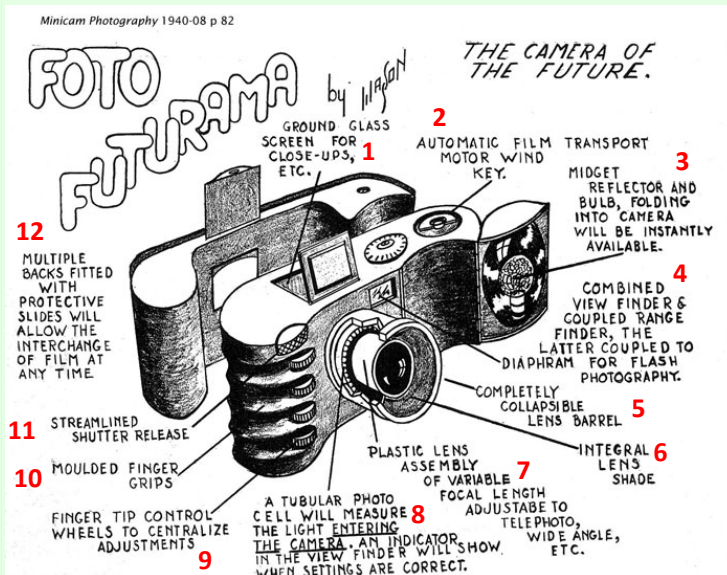 Minicam Photography 1940-08 p 82
FOTO
FUTURAMA
by MASON
THE CAMERA OF
THE FUTURE.
GROUND GLASS
SCREEN FOR
CLOSE-UPS,
ETC.
1
2
AUTOMATIC FILM TRANSPORT
MOTOR WIND
KEY.
3
MIDGET
REFLECTOR AND
BULB, FOLDING
INTO CAMERA
WILL BE INSTANTLY
AVAILABLE.
4
COMBINED
VIEW FINDER &
COUPLED RANGE
FINDER, THE
LATTER COUPLED TO
DIAPHRAM FOR FLASH
PHOTOGRAPHY.
COMPLETELY
COLLAPSIBLE
LENS BARREL
5
INTEGRAL
LENS
SHADE
6
PLASTIC LENS
ASSEMBLY
OF VARIABLE
FOCAL LENGTH
ADJUSTABE TO
TELEPHOTO,
WIDE ANGLE,
ETC.
7
A TUBULAR PHOTO
CELL WILL MEASURE
THE LIGHT ENTERING
THE CAMERA. AN INDICATOR
IN THE VIEW FINDER WILL SHOW
WHEN SETTINGS ARE CORRECT.
8
FINGER TIP CONTROL
WHEELS TO CENTRALIZE
ADJUSTMENTS
9
10
MOULDED FINGER
GRIPS
11
STREAMLINED
SHUTTER RELEASE
12
MULTIPLE
BACKS FITTED
WITH
PROTECTIVE
SLIDES WILL
ALLOW THE
INTERCHANGE
OF FILM AT
ANY TIME